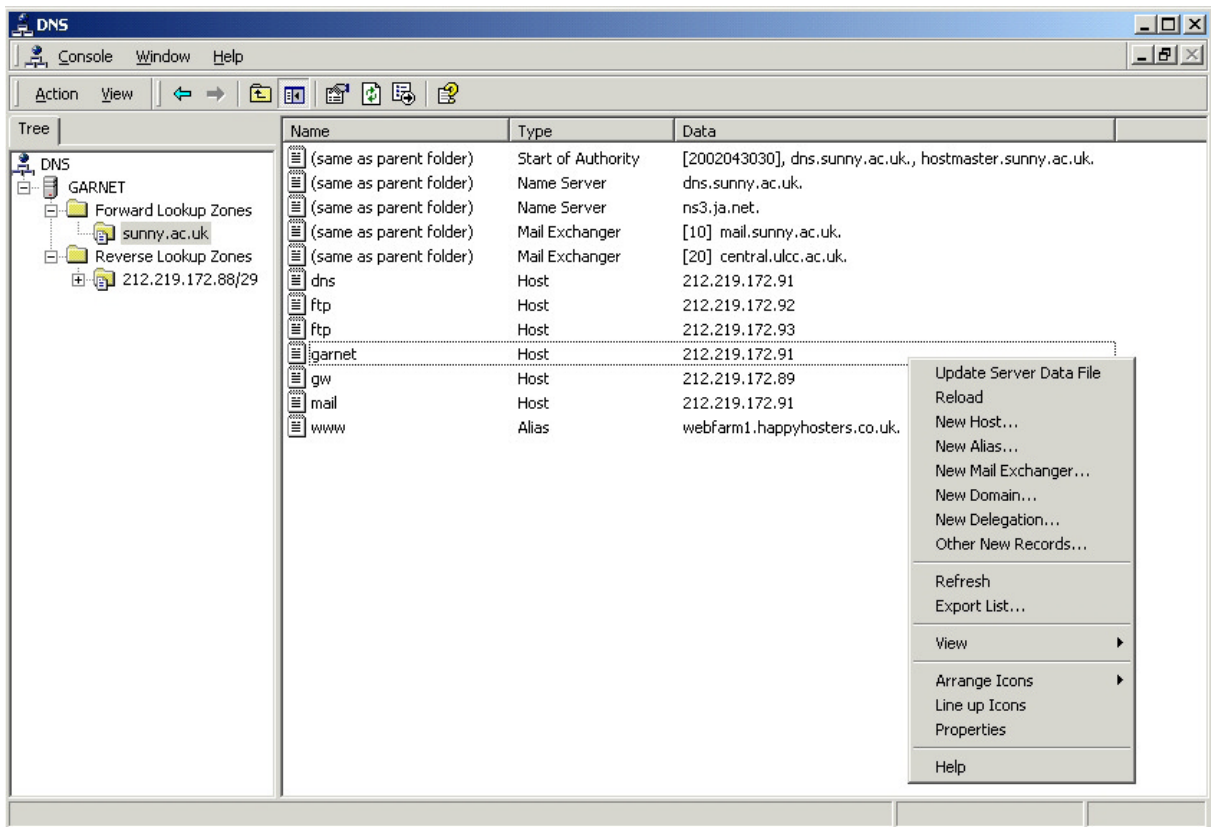 DNS
Console Window Help
Action View
Tree
DNS
GARNET
Forward Lookup Zones
sunny.ac.uk
Reverse Lookup Zones
212.219.172.88/29
Name Type Data
(same as parent folder) Start of Authority [2002043030], dns.sunny.ac.uk., hostmaster.sunny.ac.uk.
(same as parent folder) Name Server dns.sunny.ac.uk.
(same as parent folder) Name Server ns3.ja.net.
(same as parent folder) Mail Exchanger [10] mail.sunny.ac.uk.
(same as parent folder) Mail Exchanger [20] central.ulcc.ac.uk.
dns Host 212.219.172.91
ftp Host 212.219.172.92
ftp Host 212.219.172.93
garnet Host 212.219.172.91
gw Host 212.219.172.89
mail Host 212.219.172.91
www Alias webfarm1.happyhosters.co.uk.
Update Server Data File
Reload
New Host...
New Alias...
New Mail Exchanger...
New Domain...
New Delegation...
Other New Records...
Refresh
Export List...
View
Arrange Icons
Line up Icons
Properties
Help